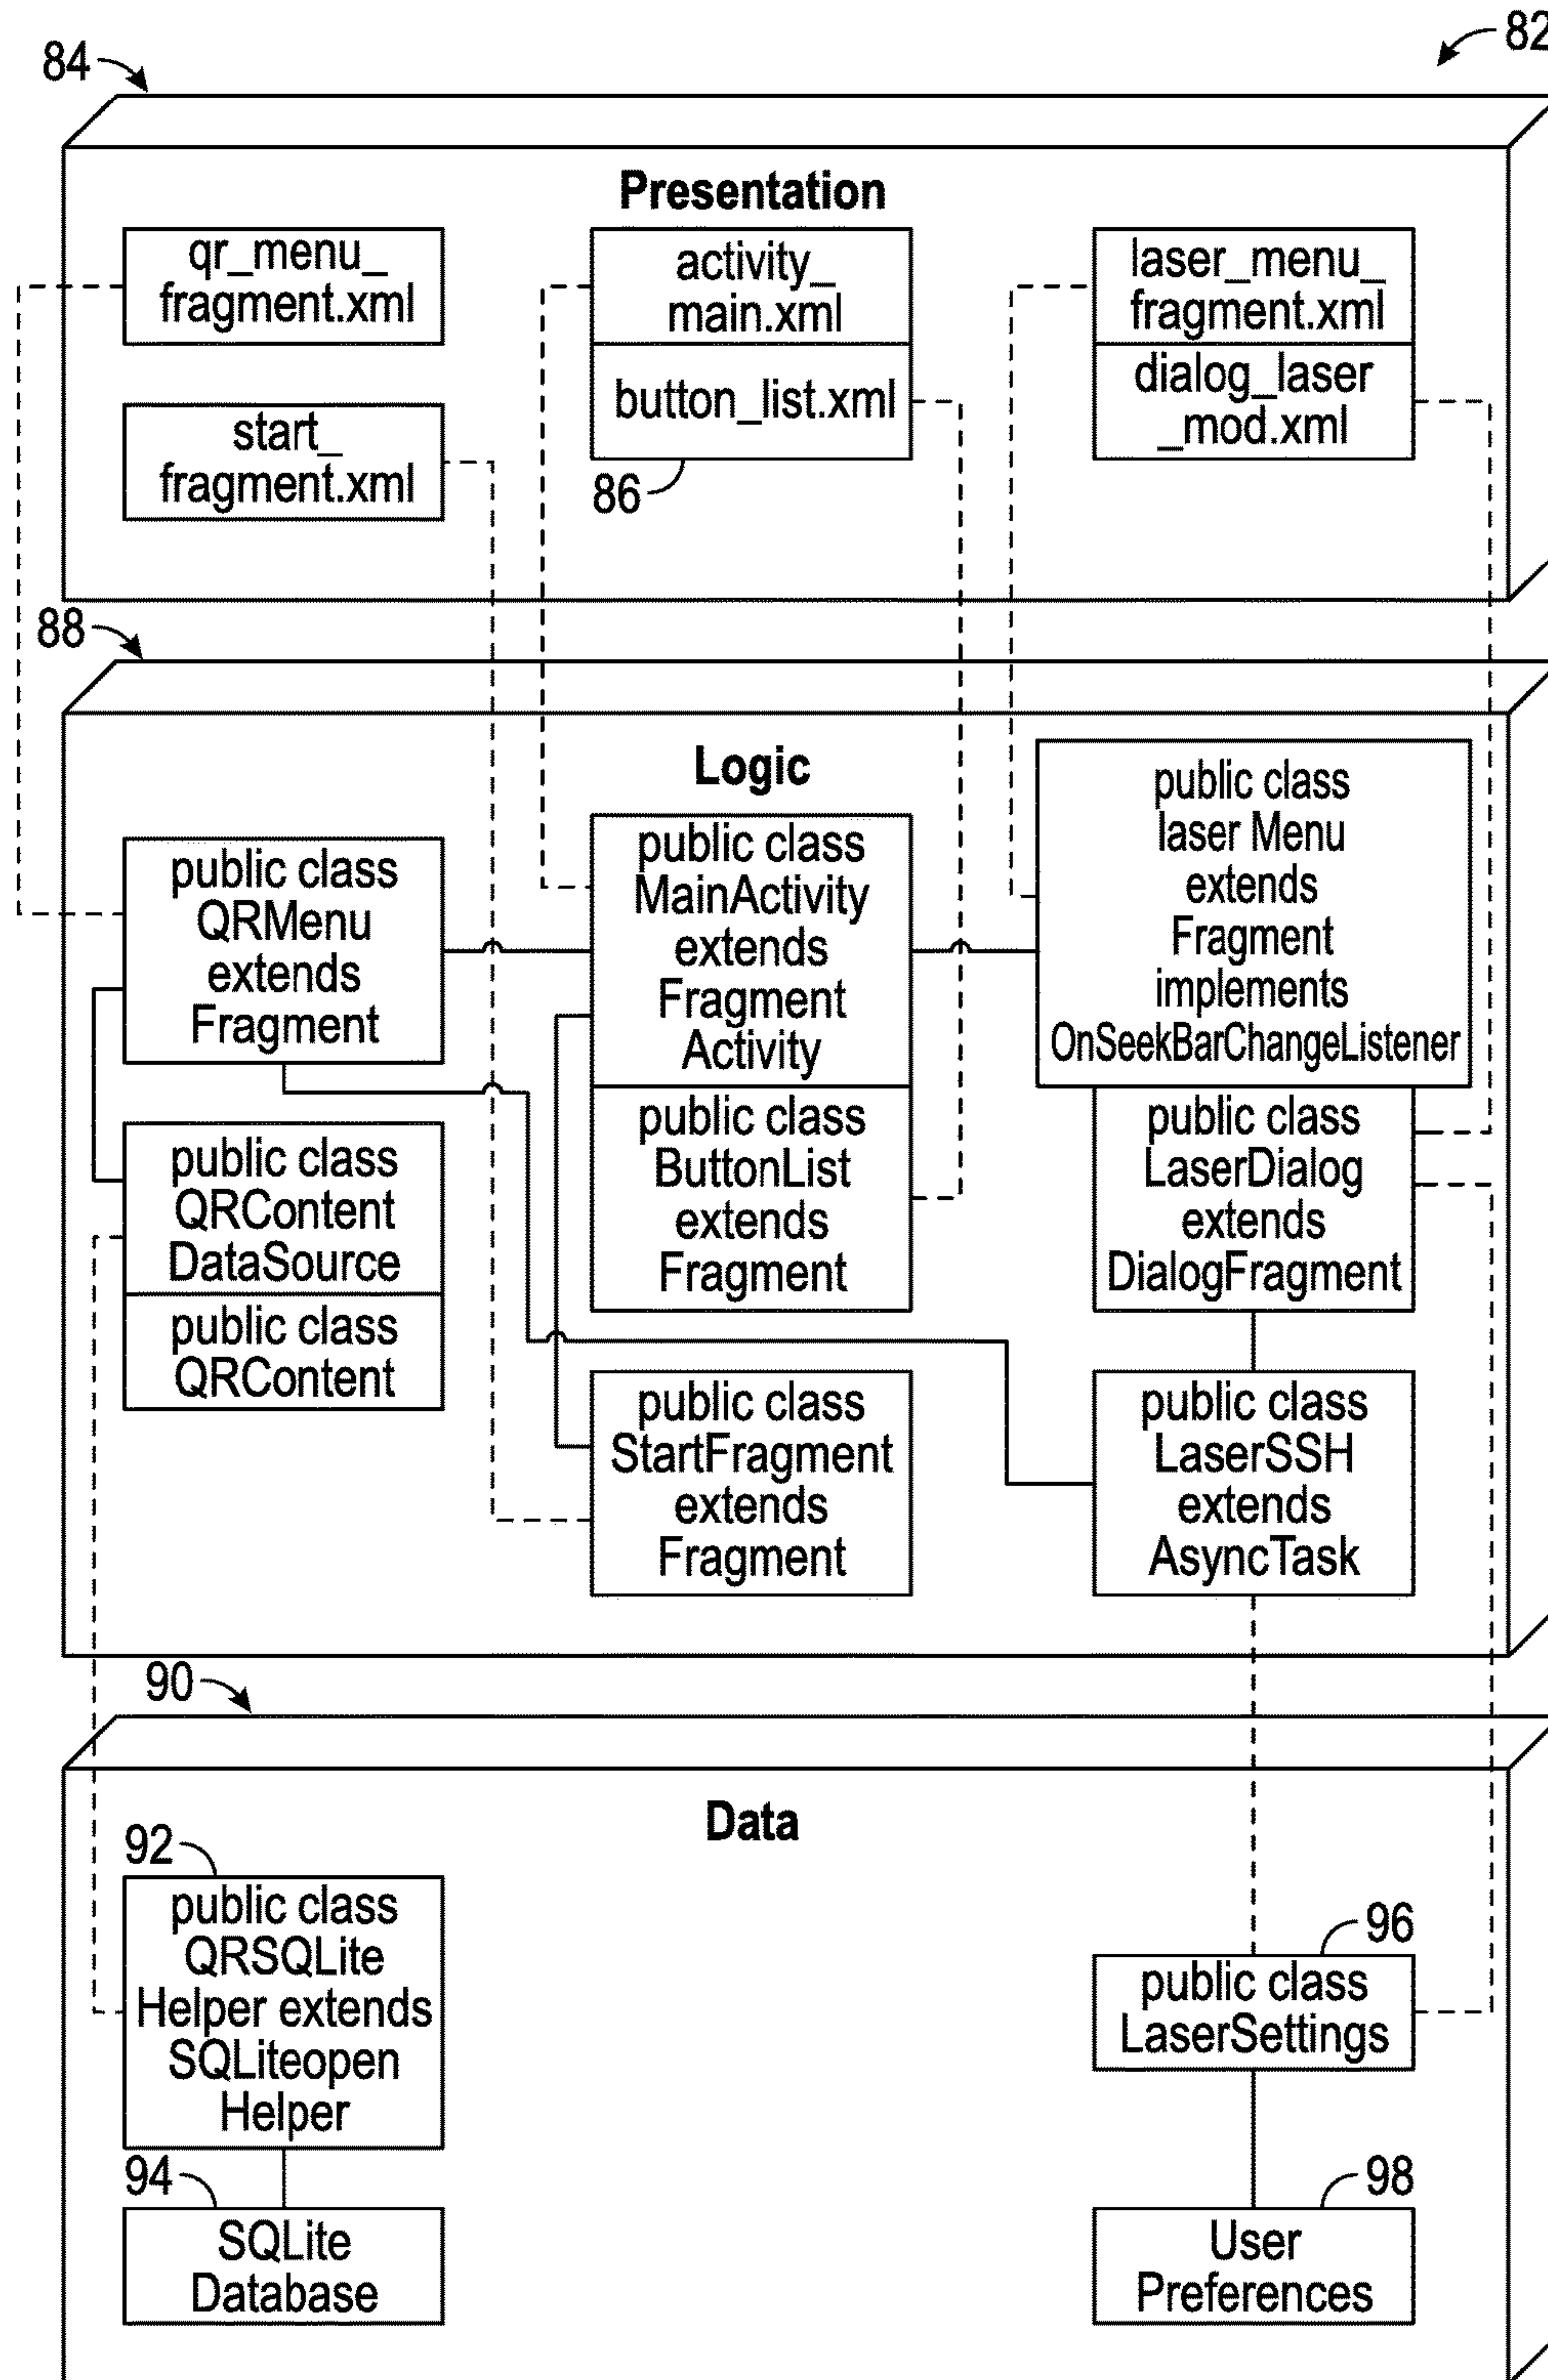 82
84
Presentation
qr_menu_
fragment.xml
start_
fragment.xml
activity_
main.xml
button_list.xml
86
laser_menu_
fragment.xml
dialog_laser
_mod.xml
88
Logic
public class
QRMenu
extends
Fragment
public class
QRContent
DataSource
public class
QRContent
public class
MainActivity
extends
Fragment
Activity
public class
ButtonList
extends
Fragment
public class
StartFragment
extends
Fragment
public class
laser Menu
extends
Fragment
implements
OnSeekBarChangeListener
public class
LaserDialog
extends
DialogFragment
public class
LaserSSH
extends
AsyncTask
90
Data
92
public class
QRSQLite
Helper extends
SQLiteopen
Helper
94
SQLite
Database
96
public class
LaserSettings
98
User
Preferences